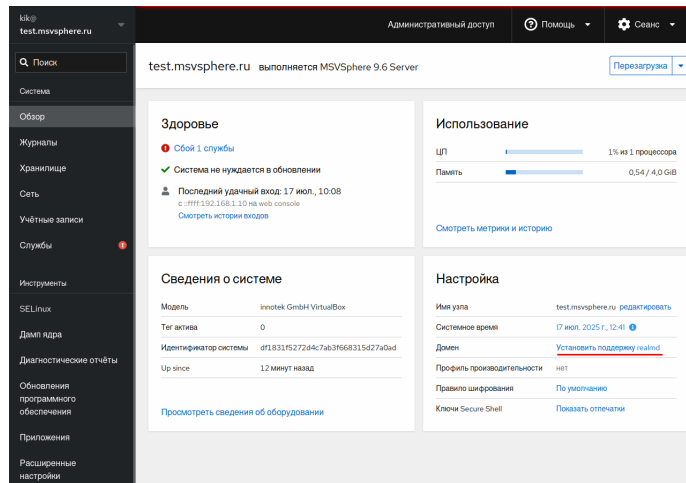 kik@
test.msvsphere.ru
Административный доступ
Помощь
Сеанс
Поиск
test.msvsphere.ru выполняется MSVSphere 9.6 Server
Перезагрузка
Система
Обзор
Журналы
Хранилище
Сеть
Учётные записи
Службы
Инструменты
SELinux
Дамп ядра
Диагностические отчёты
Обновления
программного
обеспечения
Приложения
Расширенные
настройки
Здоровье
Сбой 1 службы
Система не нуждается в обновлении
Последний удачный вход: 17 июл., 10:08
с ::ffff:192.168.1.10 на web console
Смотреть истории входов
Использование
ЦП 1% из 1 процессора
Память 0,54 / 4,0 GiB
Смотреть метрики и историю
Сведения о системе
Модель innotek GmbH VirtualBox
Тег актива 0
Идентификатор системы df1831f5272d4c7ab3f668315d27a0ad
Up since 12 минут назад
Просмотреть сведения об оборудовании
Настройка
Имя узла test.msvsphere.ru редактировать
Системное время 17 июл. 2025 г., 12:41
Домен Установить поддержку realmd
Профиль производительности нет
Правило шифрования По умолчанию
Ключи Secure Shell Показать отпечатки